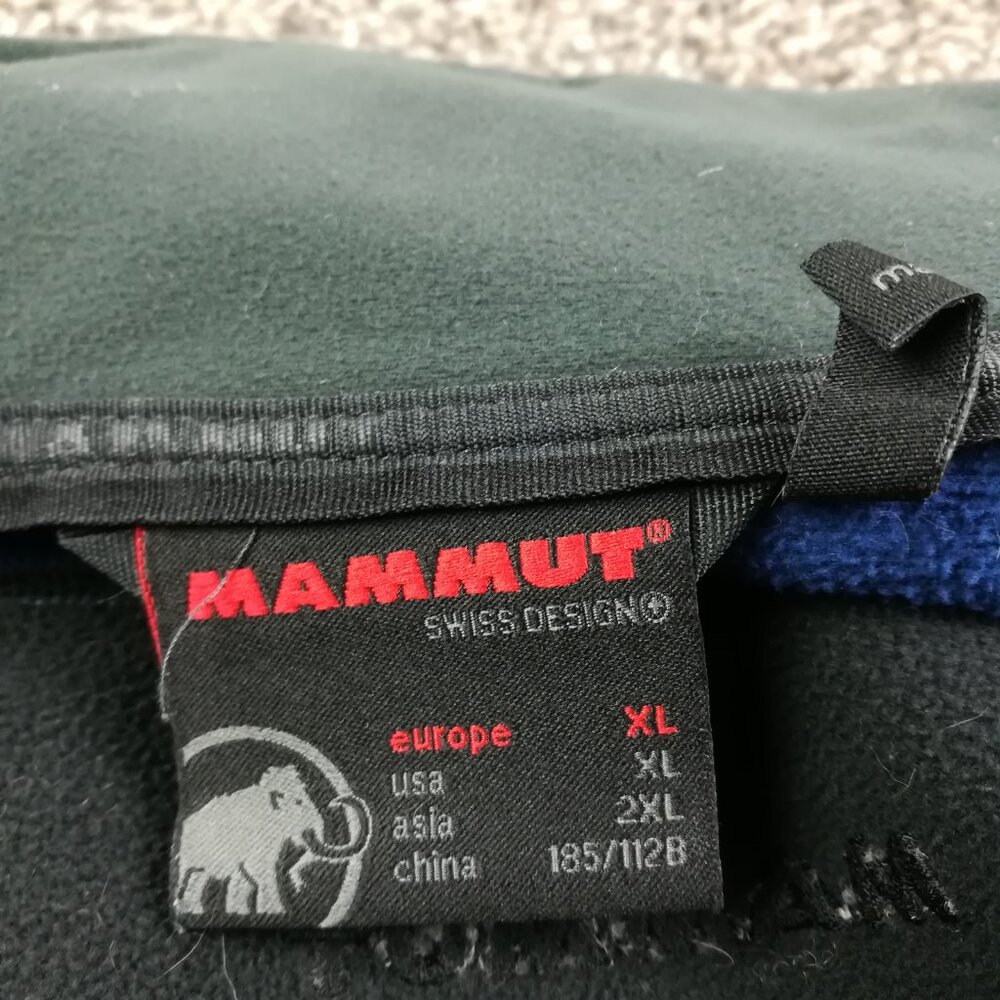 MAMMUT®
SWISS DESIGN
europe XL
usa XL
asia 2XL
china 185/112B